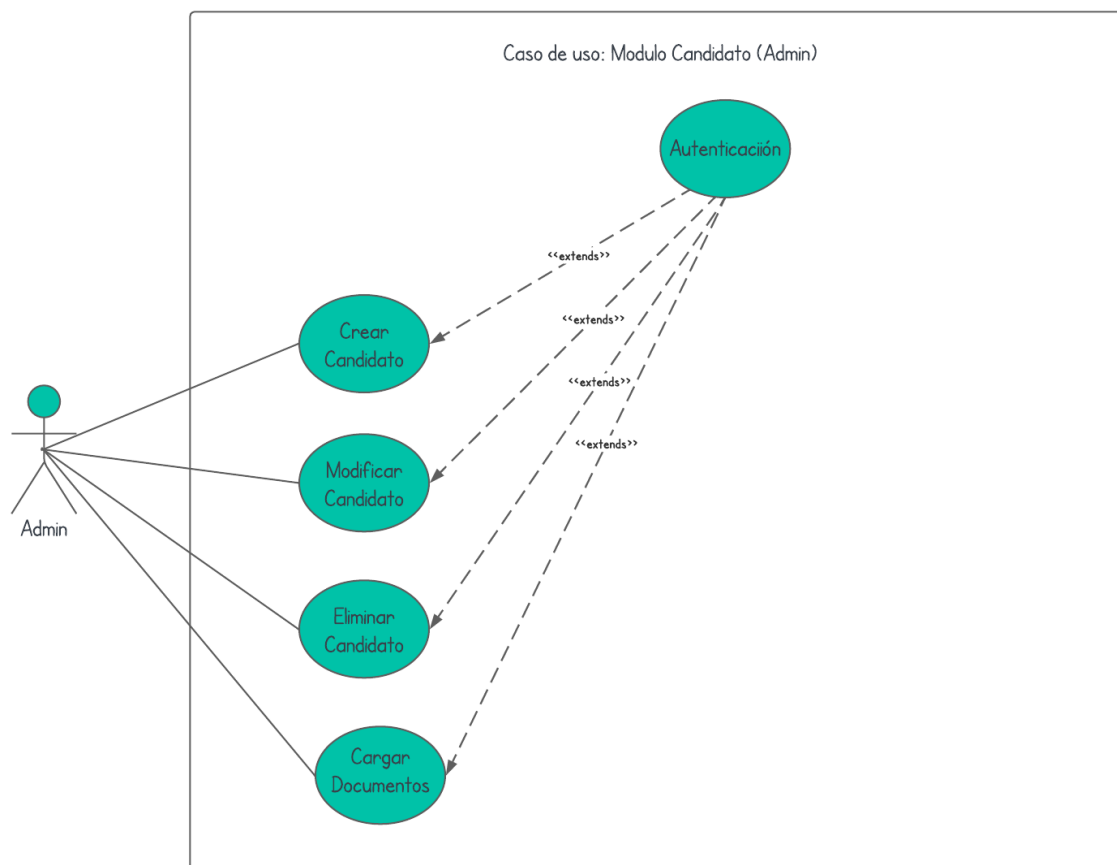 Caso de uso: Modulo Candidato (Admin)
Autenticaciión
<<extends>>
<<extends>>
<<extends>>
<<extends>>
Crear
Candidato
Modificar
Candidato
Admin
Eliminar
Candidato
Cargar
Documentos